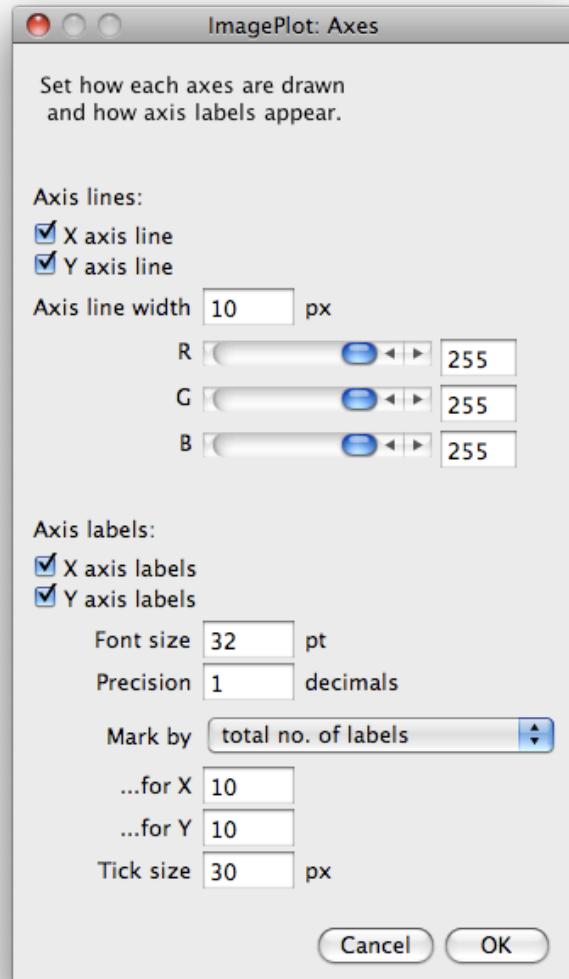 ImagePlot: Axes
Set how each axes are drawn
and how axis labels appear.
Axis lines:
X axis line
Y axis line
Axis line width 10 px
R 255
G 255
B 255
Axis labels:
X axis labels
Y axis labels
Font size 32 pt
Precision 1 decimals
Mark by total no. of labels
...for X 10
...for Y 10
Tick size 30 px
Cancel OK